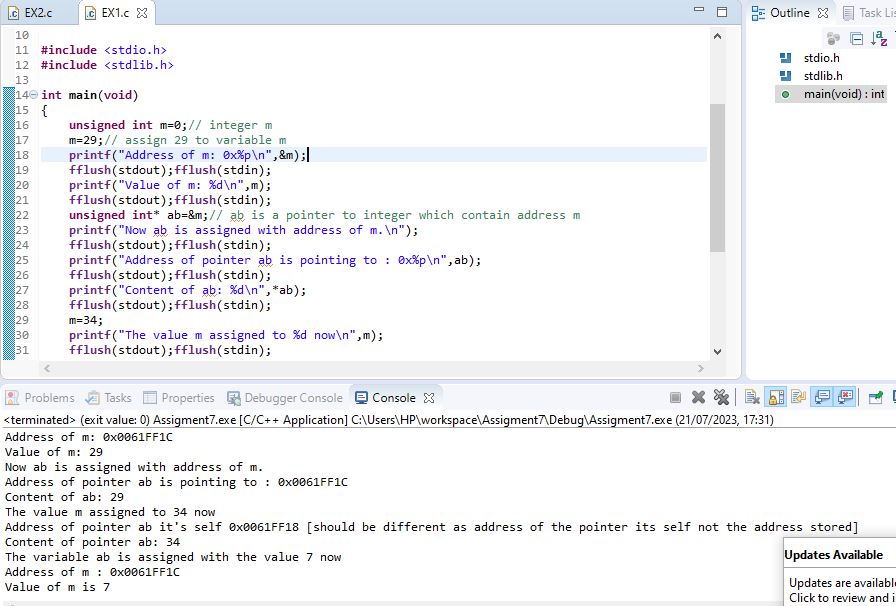 EX2.c
EX1.c
Outline
Task Lis
10
11 #include <stdio.h>
12 #include <stdlib.h>
13
14 int main(void)
15 {
16 unsigned int m=0;// integer m
17 m=29;// assign 29 to variable m
18 printf("Address of m: 0x%p\n",&m);
19 fflush(stdout);fflush(stdin);
20 printf("Value of m: %d\n",m);
21 fflush(stdout);fflush(stdin);
22 unsigned int* ab=&m;// ab is a pointer to integer which contain address m
23 printf("Now ab is assigned with address of m.\n");
24 fflush(stdout);fflush(stdin);
25 printf("Address of pointer ab is pointing to : 0x%p\n",ab);
26 fflush(stdout);fflush(stdin);
27 printf("Content of ab: %d\n",*ab);
28 fflush(stdout);fflush(stdin);
29 m=34;
30 printf("The value m assigned to %d now\n",m);
31 fflush(stdout);fflush(stdin);
stdio.h
stdlib.h
main(void) : int
Problems Tasks Properties Debugger Console Console
<terminated> (exit value: 0) Assigment7.exe [C/C++ Application] C:\Users\HP\workspace\Assigment7\Debug\Assigment7.exe (21/07/2023, 17:31)
Address of m: 0x0061FF1C
Value of m: 29
Now ab is assigned with address of m.
Address of pointer ab is pointing to : 0x0061FF1C
Content of ab: 29
The value m assigned to 34 now
Address of pointer ab it's self 0x0061FF18 [should be different as address of the pointer its self not the address stored]
Content of pointer ab: 34
The variable ab is assigned with the value 7 now
Address of m : 0x0061FF1C
Value of m is 7
Updates Available
Updates are available
Click to review and i